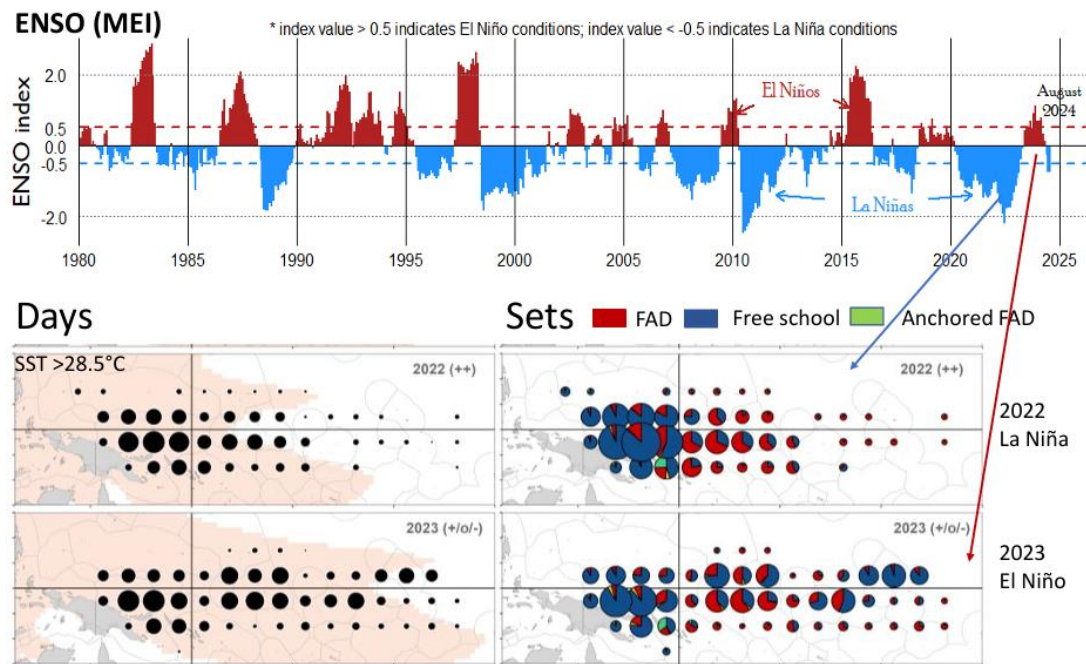 ENSO (MEI)
* index value > 0.5 indicates El Niño conditions; index value < -0.5 indicates La Niña conditions
ENSO index
2.0
0.5
0.0
-0.5
-2.0
El Niños
La Niñas
August
2024
1980 1985 1990 1995 2000 2005 2010 2015 2020 2025
Days
Sets FAD Free school Anchored FAD
SST >28.5°C
2022 (++)
2022 (++)
2022
La Niña
2023 (+/o/-)
2023 (+/o/-)
2023
El Niño